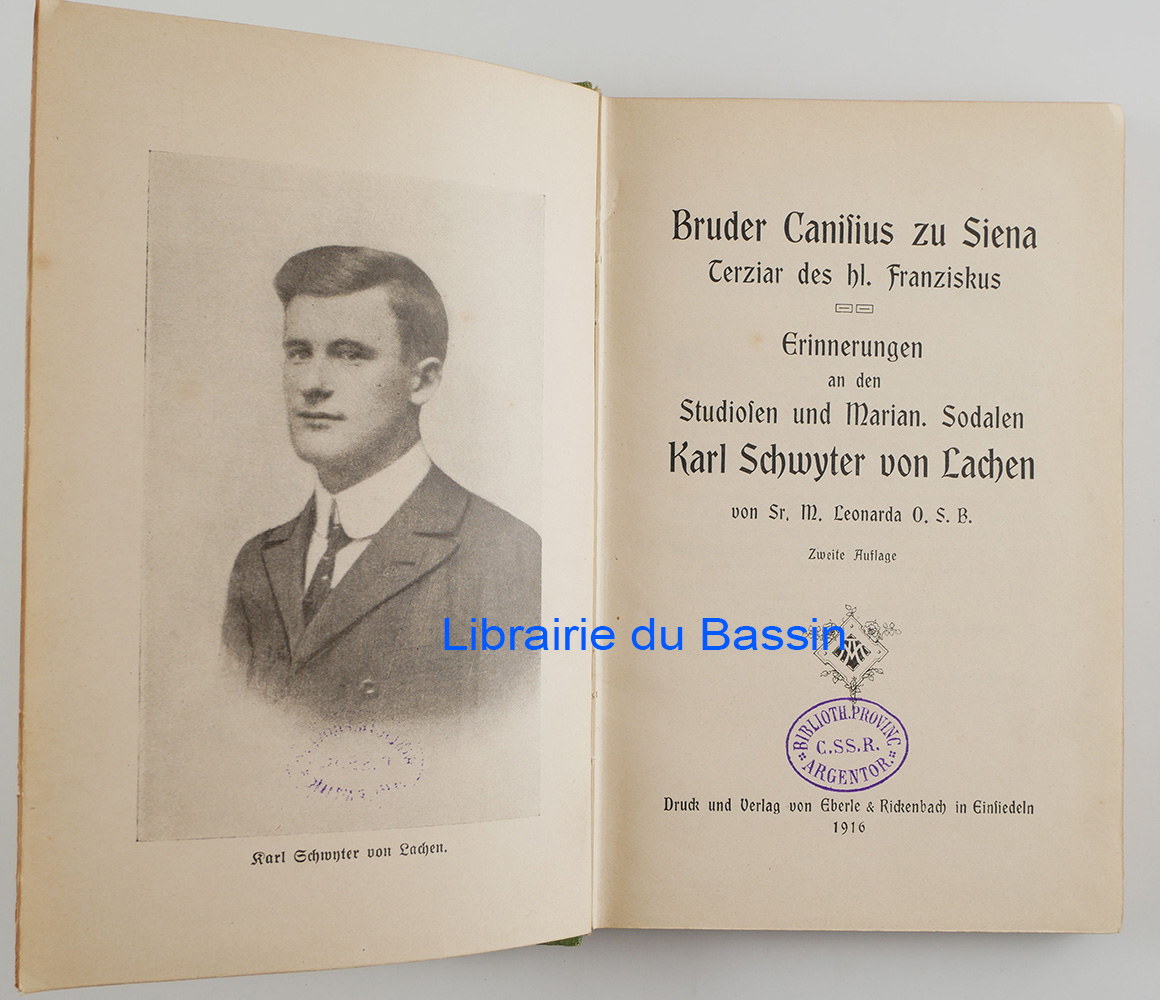 Karl Schwyter von Lachen.
Bruder Caniſius zu Siena
Terziar des hl. Franziskus
Erinnerungen
an den
Studioſen und Marian. Sodalen
Karl Schwyter von Lachen
von Sr. M. Leonarda O. S. B.
Zweite Auflage
Librairie du Bassin
BIBLIOTH. PROVINC
C.SS.R.
ARGENTOR.
Druck und Verlag von Eberle & Rickenbach in Einſiedeln
1916